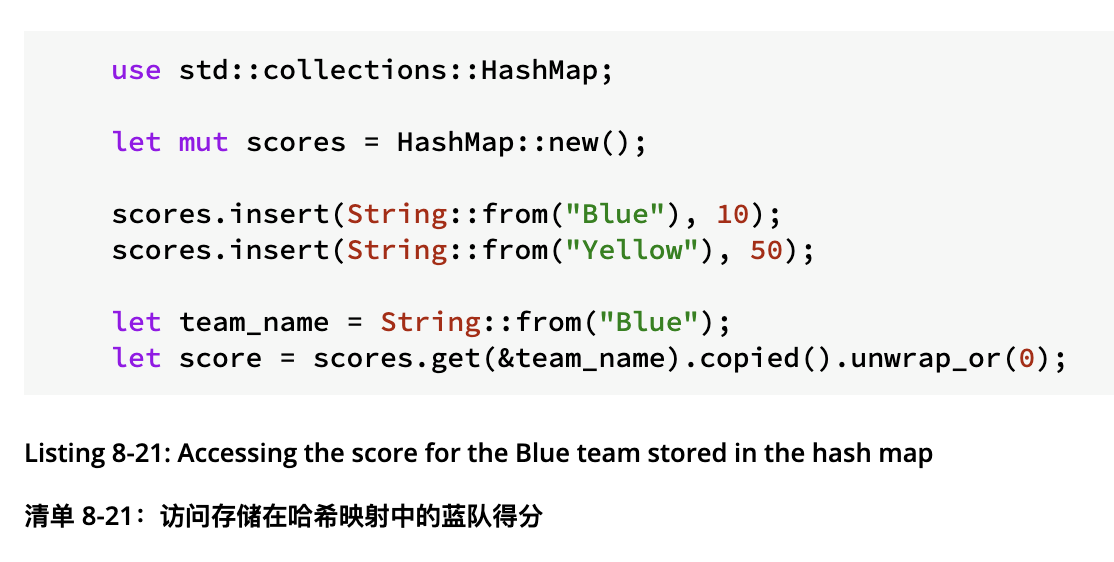 use std::collections::HashMap;
let mut scores = HashMap::new();
scores.insert(String::from("Blue"), 10);
scores.insert(String::from("Yellow"), 50);
let team_name = String::from("Blue");
let score = scores.get(&team_name).copied().unwrap_or(0);
Listing 8-21: Accessing the score for the Blue team stored in the hash map
清单 8-21：访问存储在哈希映射中的蓝队得分